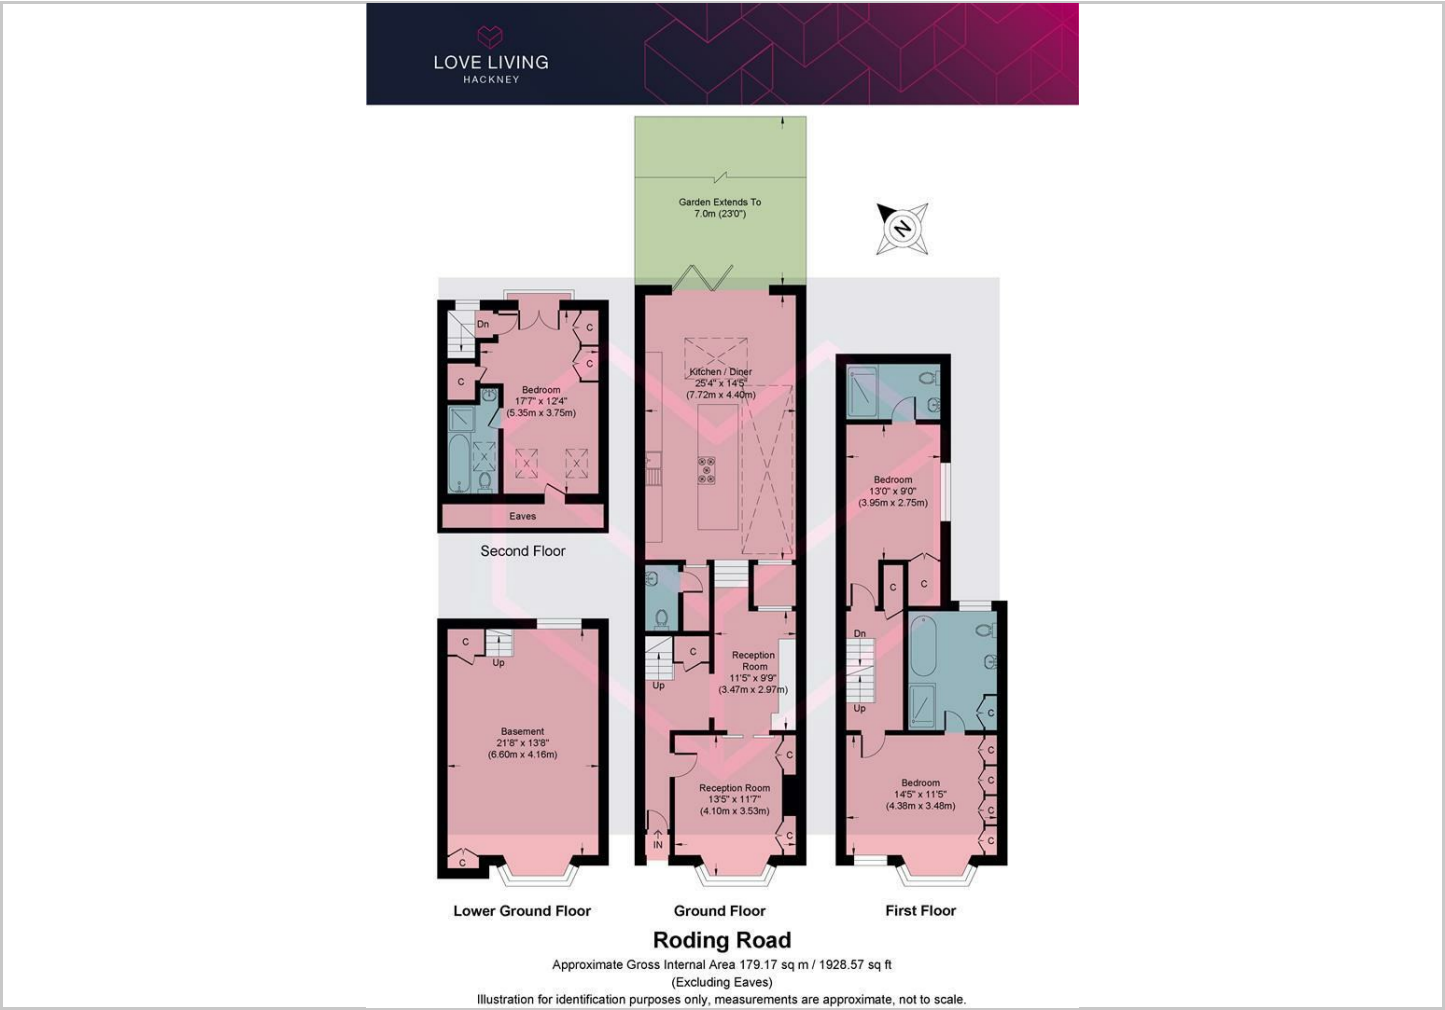 LOVE LIVING
HACKNEY
Garden Extends To
7.0m (23'0")
N
Dn
C
C
C
Bedroom
17'7" x 12'4"
(5.35m x 3.75m)
Eaves
Second Floor
Kitchen / Diner
25'4" x 14'5"
(7.72m x 4.40m)
Bedroom
13'0" x 9'0"
(3.95m x 2.75m)
C
C
C
Up
Basement
21'8" x 13'8"
(6.60m x 4.16m)
C
Lower Ground Floor
C
Up
Reception
Room
11'5" x 9'9"
(3.47m x 2.97m)
C
Reception Room
13'5" x 11'7"
(4.10m x 3.53m)
C
IN
Ground Floor
Dn
Up
C
C
Bedroom
14'5" x 11'5"
(4.38m x 3.48m)
C
C
C
First Floor
Roding Road
Approximate Gross Internal Area 179.17 sq m / 1928.57 sq ft
(Excluding Eaves)
Illustration for identification purposes only, measurements are approximate, not to scale.